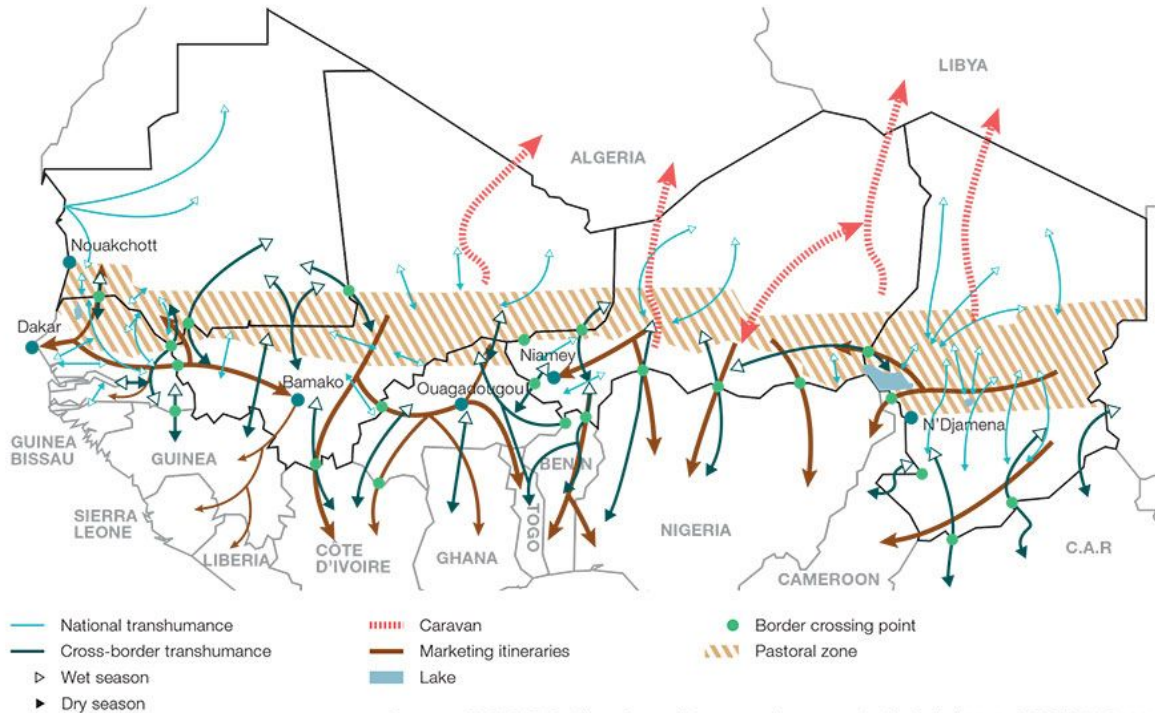 LIBYA
ALGERIA
Nouakchott
Dakar
Niamey
Bamako
Ouagadougou
N'Djamena
GUINEA
BISSAU
GUINEA
BENIN
SIERRA
LEONE
TOGO
NIGERIA
LIBERIA
CÔTE
D'IVOIRE
GHANA
C.A.R
CAMEROON
National transhumance
Cross-border transhumance
Wet season
Dry season
Caravan
Marketing itineraries
Lake
Border crossing point
Pastoral zone